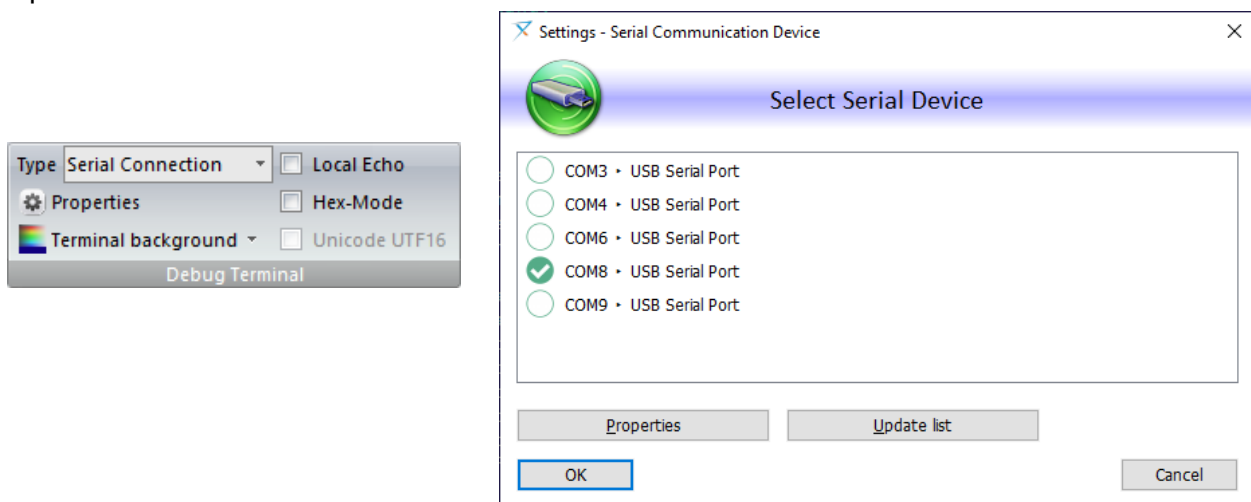 Settings - Serial Communication Device
Select Serial Device
Type Serial Connection Local Echo
Properties Hex-Mode
Terminal background Unicode UTF16
Debug Terminal
COM3 ‣ USB Serial Port
COM4 ‣ USB Serial Port
COM6 ‣ USB Serial Port
COM8 ‣ USB Serial Port
COM9 ‣ USB Serial Port
Properties Update list
OK Cancel